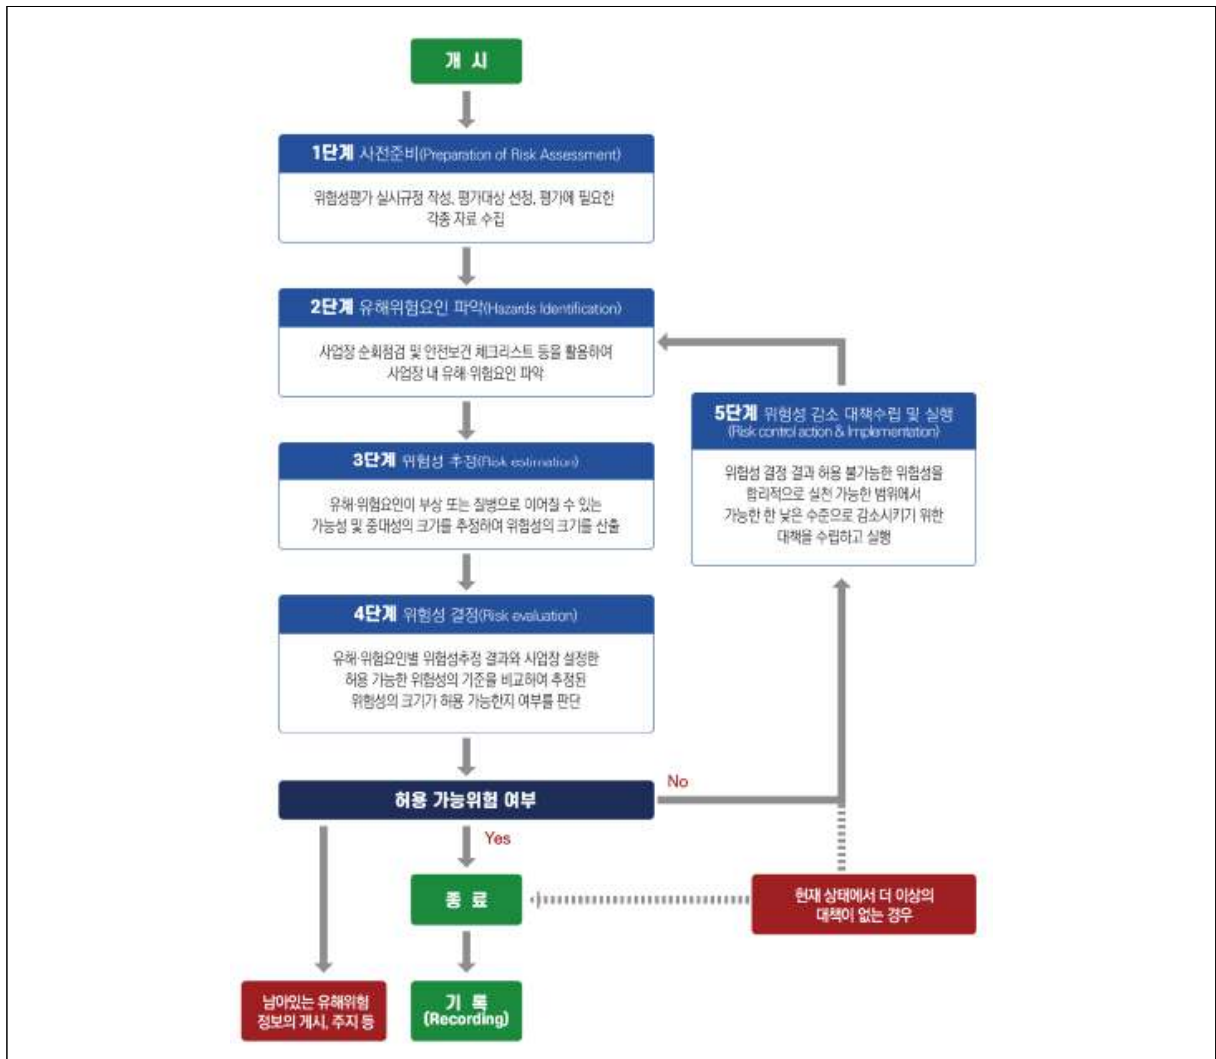 개 시
1단계 사전준비(Preparation of Risk Assessment)
위험성평가 실시규정 작성, 평가대상 선정, 평가에 필요한
각종 자료 수집
2단계 유해위험요인 파악(Hazards Identification)
사업장 순회점검 및 안전보건 체크리스트 등을 활용하여
사업장 내 유해·위험요인 파악
3단계 위험성 추정(Risk estimation)
유해·위험요인이 부상 또는 질병으로 이어질 수 있는
가능성 및 중대성의 크기를 추정하여 위험성의 크기를 산출
4단계 위험성 결정(Risk evaluation)
유해·위험요인별 위험성추정 결과와 사업장 설정한
허용 가능한 위험성의 기준을 비교하여 추정된
위험성의 크기가 허용 가능한지 여부를 판단
5단계 위험성 감소 대책수립 및 실행
(Risk control action & Implementation)
위험성 결정 결과 허용 불가능한 위험성을
합리적으로 실천 가능한 범위에서
가능한 한 낮은 수준으로 감소시키기 위한
대책을 수립하고 실행
허용 가능위험 여부
No
Yes
종 료
현재 상태에서 더 이상의
대책이 없는 경우
남아있는 유해위험
정보의 게시, 주지 등
기 록
(Recording)